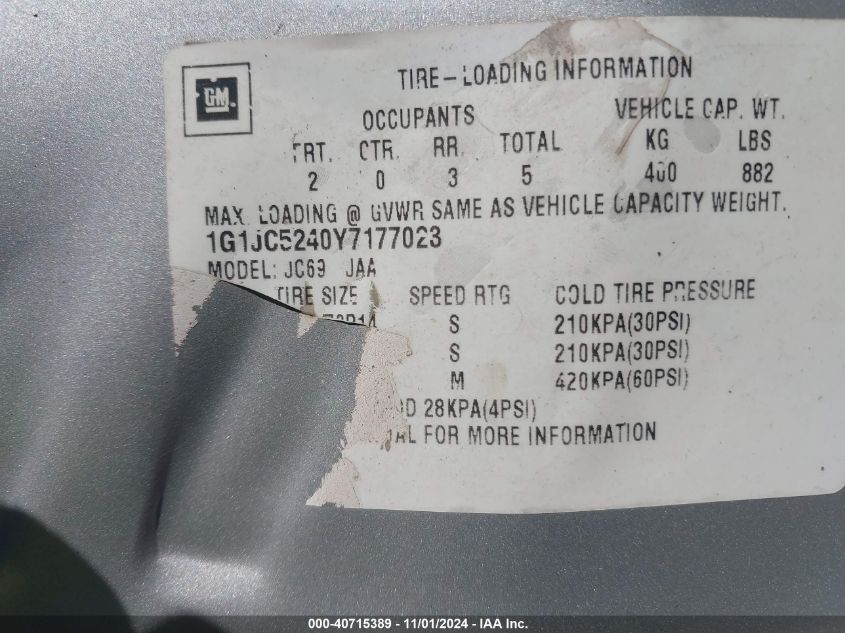 GM
TIRE-LOADING INFORMATION
OCCUPANTS VEHICLE CAP. WT.
FRT. CTR. RR. TOTAL KG LBS
2 0 3 5 400 882
MAX. LOADING @ GVWR SAME AS VEHICLE CAPACITY WEIGHT.
1G1JC5240Y7177023
MODEL: JC69 JAA
TIRE SIZE SPEED RTG COLD TIRE PRESSURE
S 210KPA(30PSI)
S 210KPA(30PSI)
M 420KPA(60PSI)
28KPA(4PSI)
FOR MORE INFORMATION
000-40715389 - 11/01/2024 - IAA Inc.